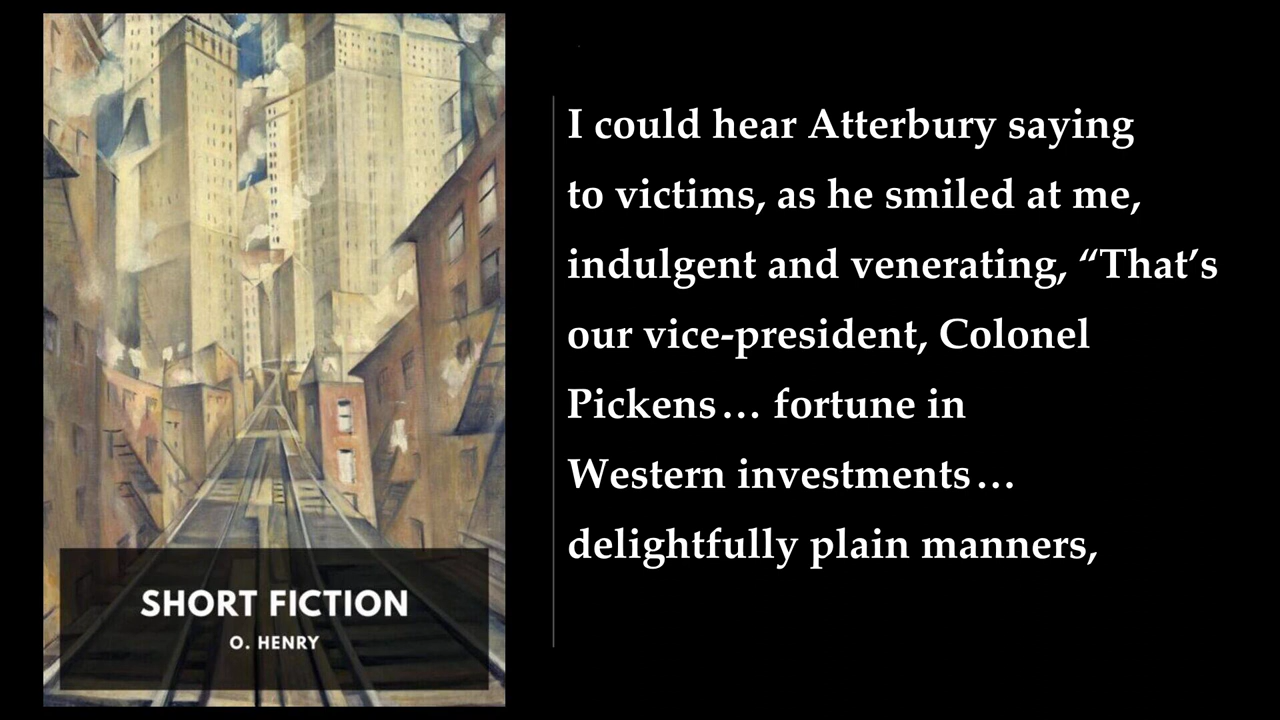 SHORT FICTION
O. HENRY
I could hear Atterbury saying
to victims, as he smiled at me,
indulgent and venerating, “That’s
our vice-president, Colonel
Pickens… fortune in
Western investments…
delightfully plain manners,